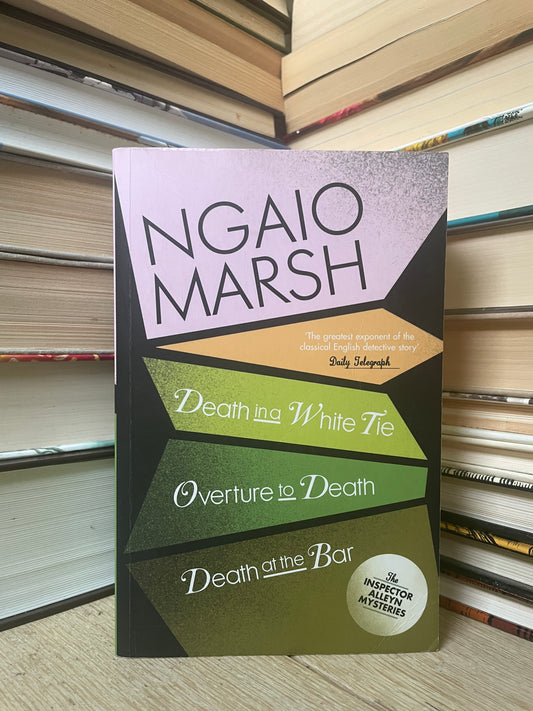 NGAIO
MARSH
'The greatest exponent of the
classical English detective story'
Daily Telegraph
Death in a White Tie
Overture to Death
Death at the Bar
The
INSPECTOR
ALLEYN
MYSTERIES